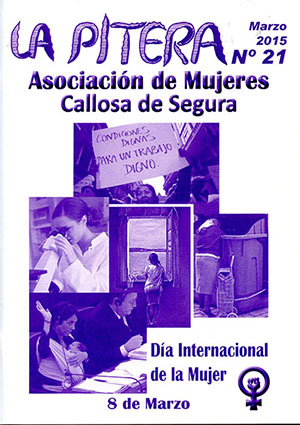 LA PITERA
Marzo
2015
Nº 21
Asociación de Mujeres
Callosa de Segura
CONDICIONES
DIGNAS
PARA UN TRABAJO
DIGNO
Día Internacional
de la Mujer
8 de Marzo